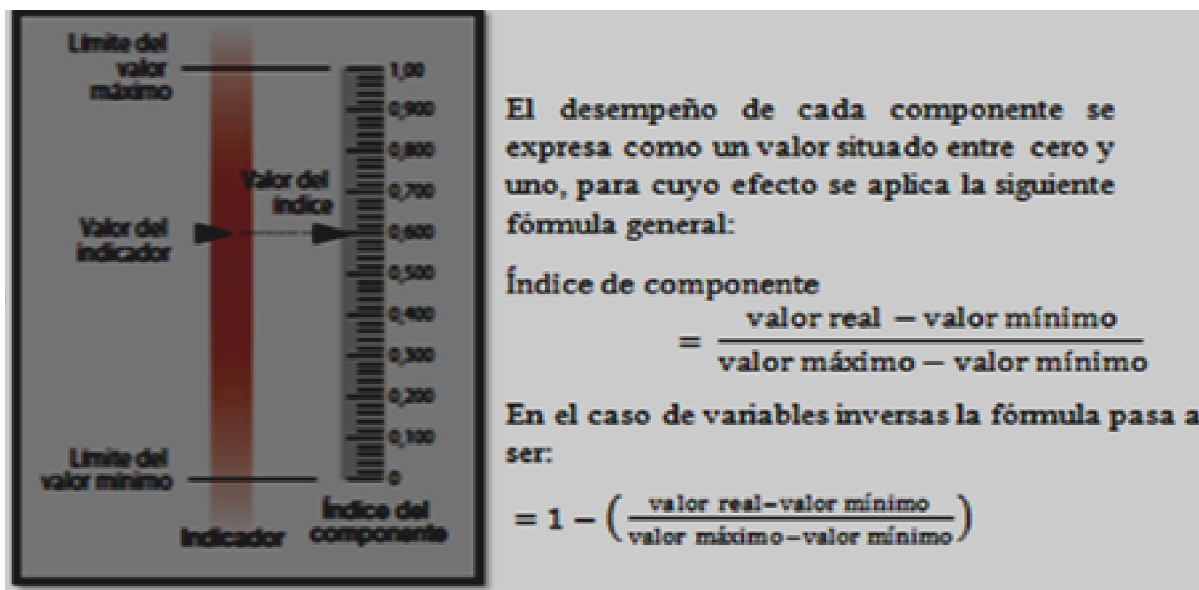 Límite del
valor
máximo
1,00
0,900
0,800
Valor del
índice
0,700
Valor del
indicador
0,600
0,500
0,400
0,300
0,200
0,100
Límite del
valor mínimo
0
Indicador
Índice del
componente
El desempeño de cada componente se
expresa como un valor situado entre cero y
uno, para cuyo efecto se aplica la siguiente
fórmula general:
Índice de componente
= valor real − valor mínimo
valor máximo − valor mínimo
En el caso de variables inversas la fórmula pasa a
ser:
= 1 − ( valor real−valor mínimo
valor máximo−valor mínimo )